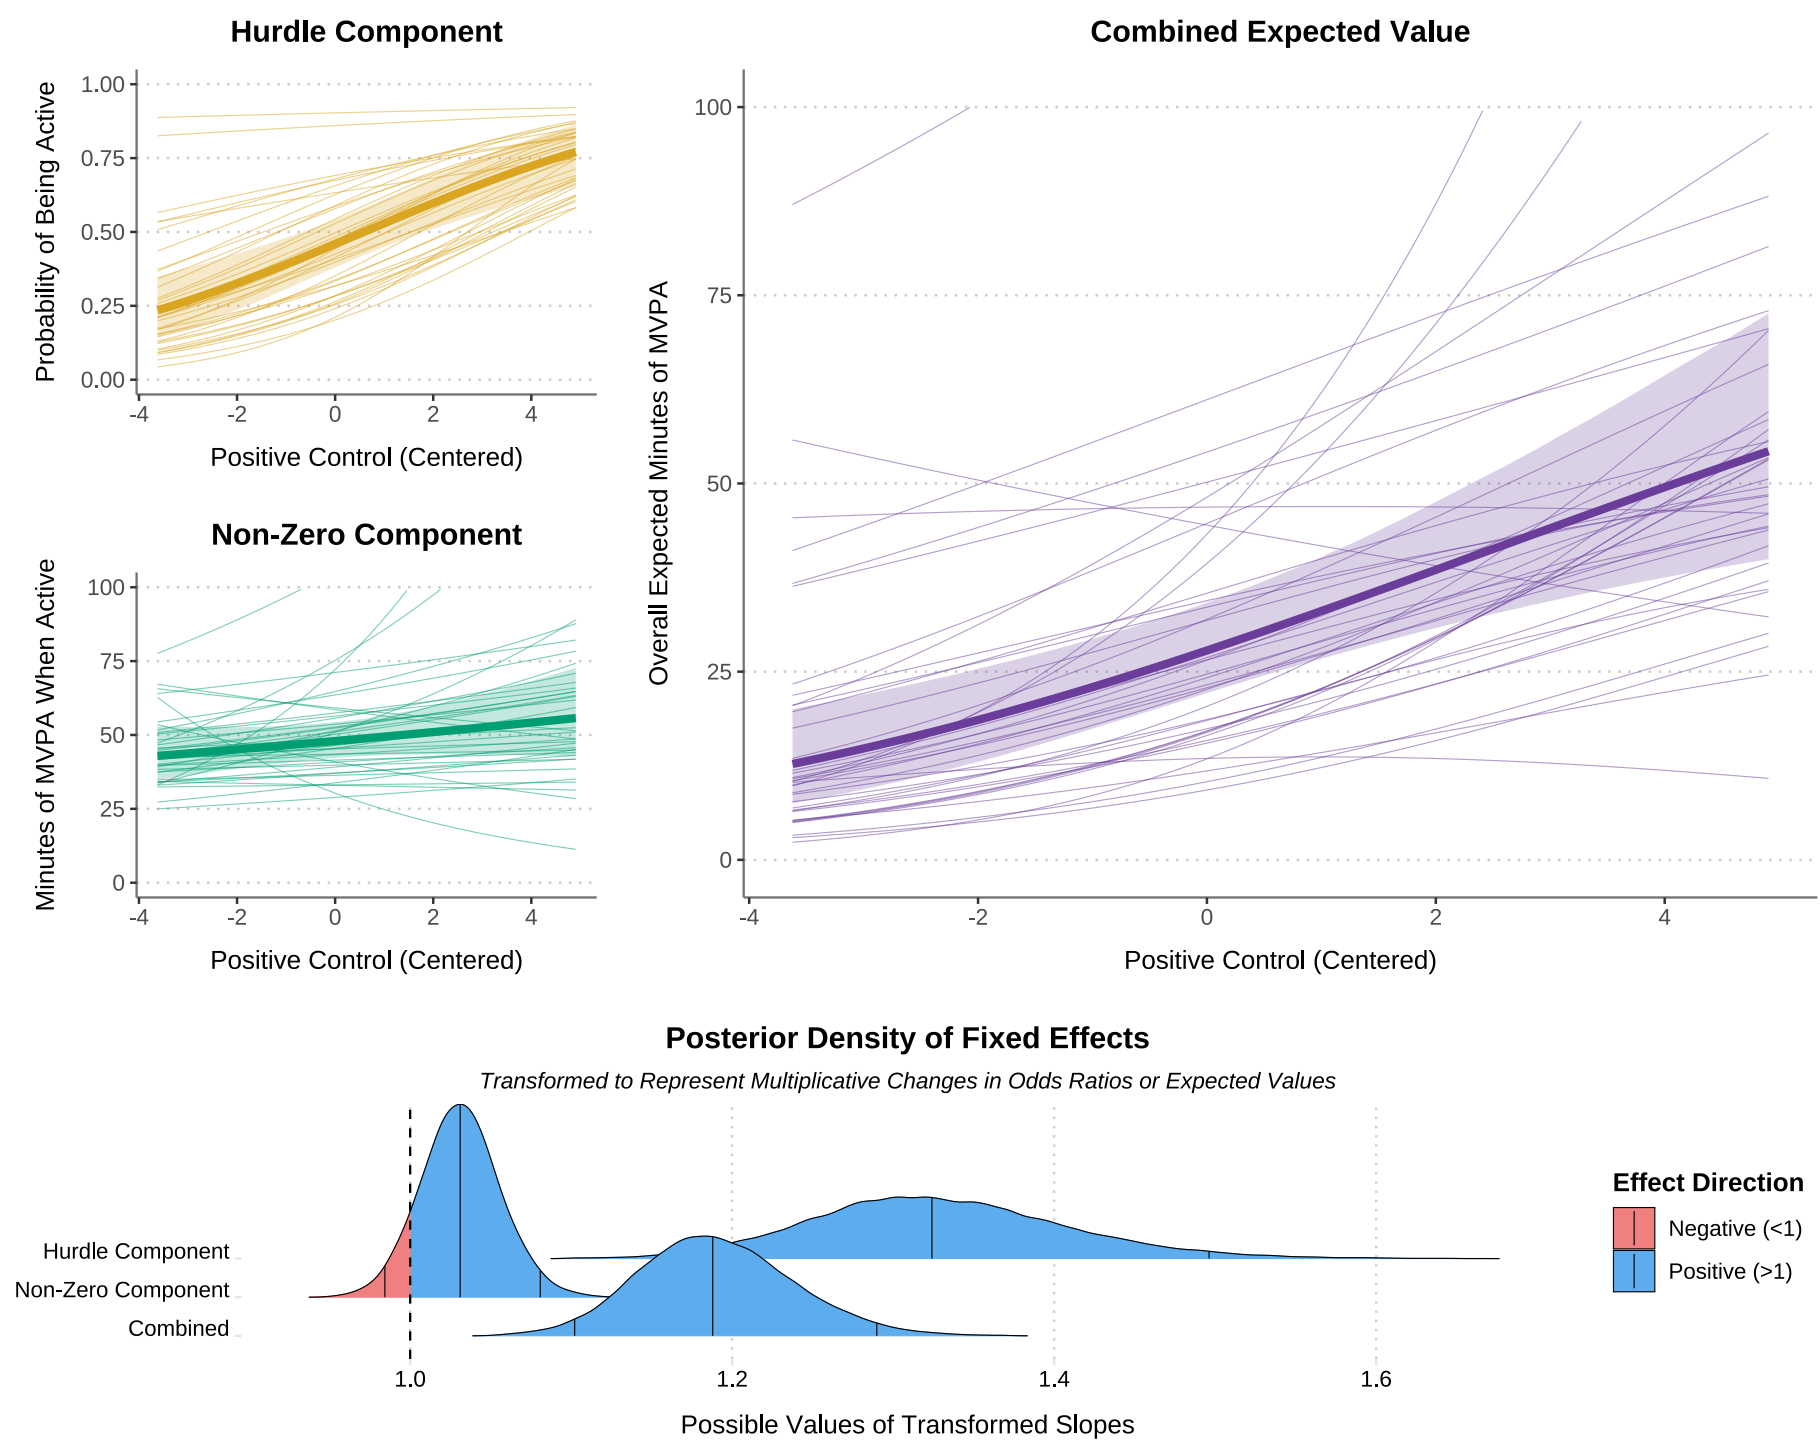 Hurdle Component
Probability of Being Active
1.00
0.75
0.50
0.25
0.00
-4 -2 0 2 4
Positive Control (Centered)
Non-Zero Component
Minutes of MVPA When Active
100
75
50
25
0
-4 -2 0 2 4
Positive Control (Centered)
Combined Expected Value
Overall Expected Minutes of MVPA
100
75
50
25
0
-4 -2 0 2 4
Positive Control (Centered)
Posterior Density of Fixed Effects
Transformed to Represent Multiplicative Changes in Odds Ratios or Expected Values
Hurdle Component
Non-Zero Component
Combined
1.0 1.2 1.4 1.6
Possible Values of Transformed Slopes
Effect Direction
Negative (<1)
Positive (>1)